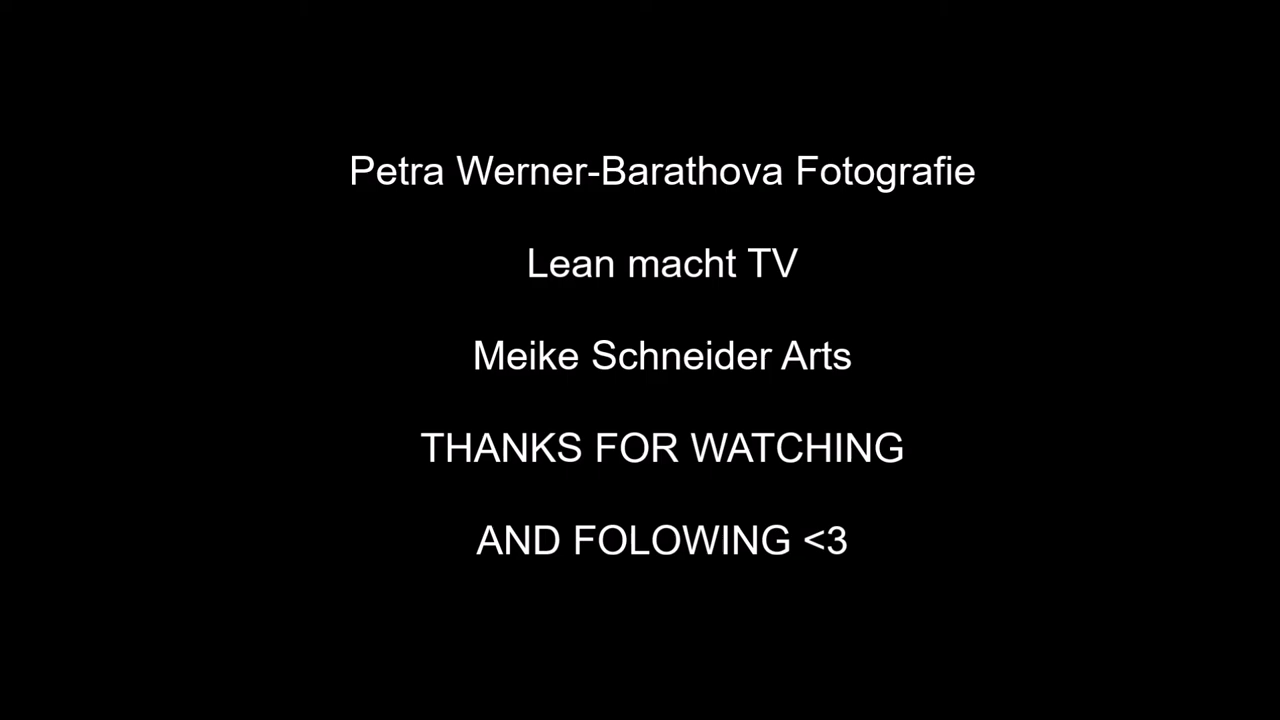 Petra Werner-Barathova Fotografie
Lean macht TV
Meike Schneider Arts
THANKS FOR WATCHING
AND FOLOWING <3